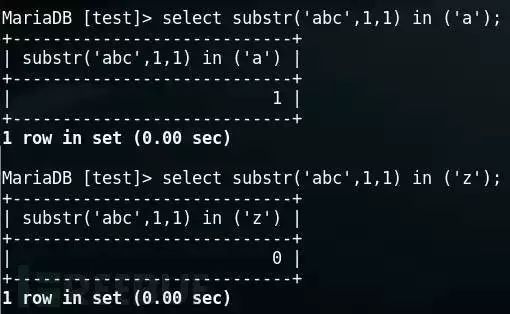 MariaDB [test]> select substr('abc',1,1) in ('a');
+---------------------------+
| substr('abc',1,1) in ('a') |
+---------------------------+
|                          1 |
+---------------------------+
1 row in set (0.00 sec)
MariaDB [test]> select substr('abc',1,1) in ('z');
+---------------------------+
| substr('abc',1,1) in ('z') |
+---------------------------+
|                          0 |
+---------------------------+
1 row in set (0.00 sec)